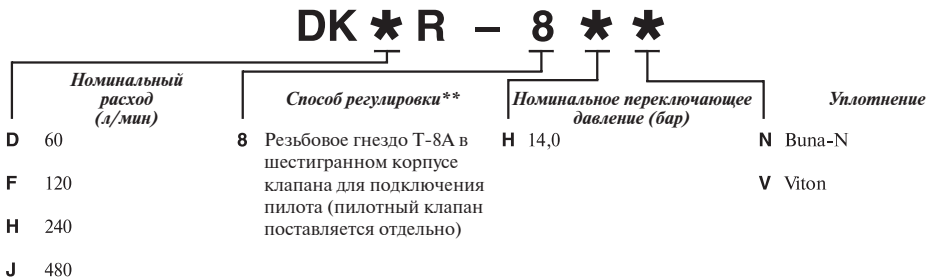 DK * R – 8 * *
Номинальный
расход
(л/мин)
D 60
F 120
H 240
J 480
Способ регулировки**
8 Резьбовое гнездо T-8A в
шестигранном корпусе
клапана для подключения
пилота (пилотный клапан
поставляется отдельно)
Номинальное переключающее
давление (бар)
H 14,0
Уплотнение
N Buna-N
V Viton